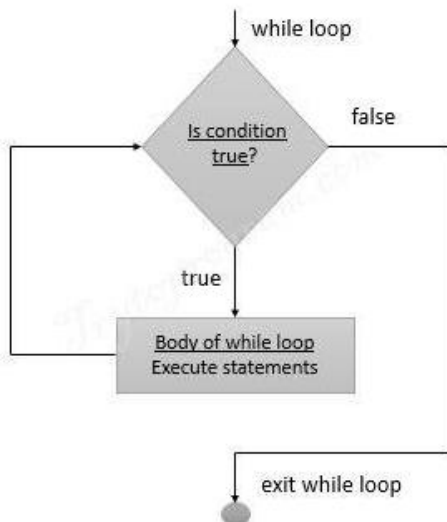 while loop
Is condition
true?
false
true
Body of while loop
Execute statements
exit while loop